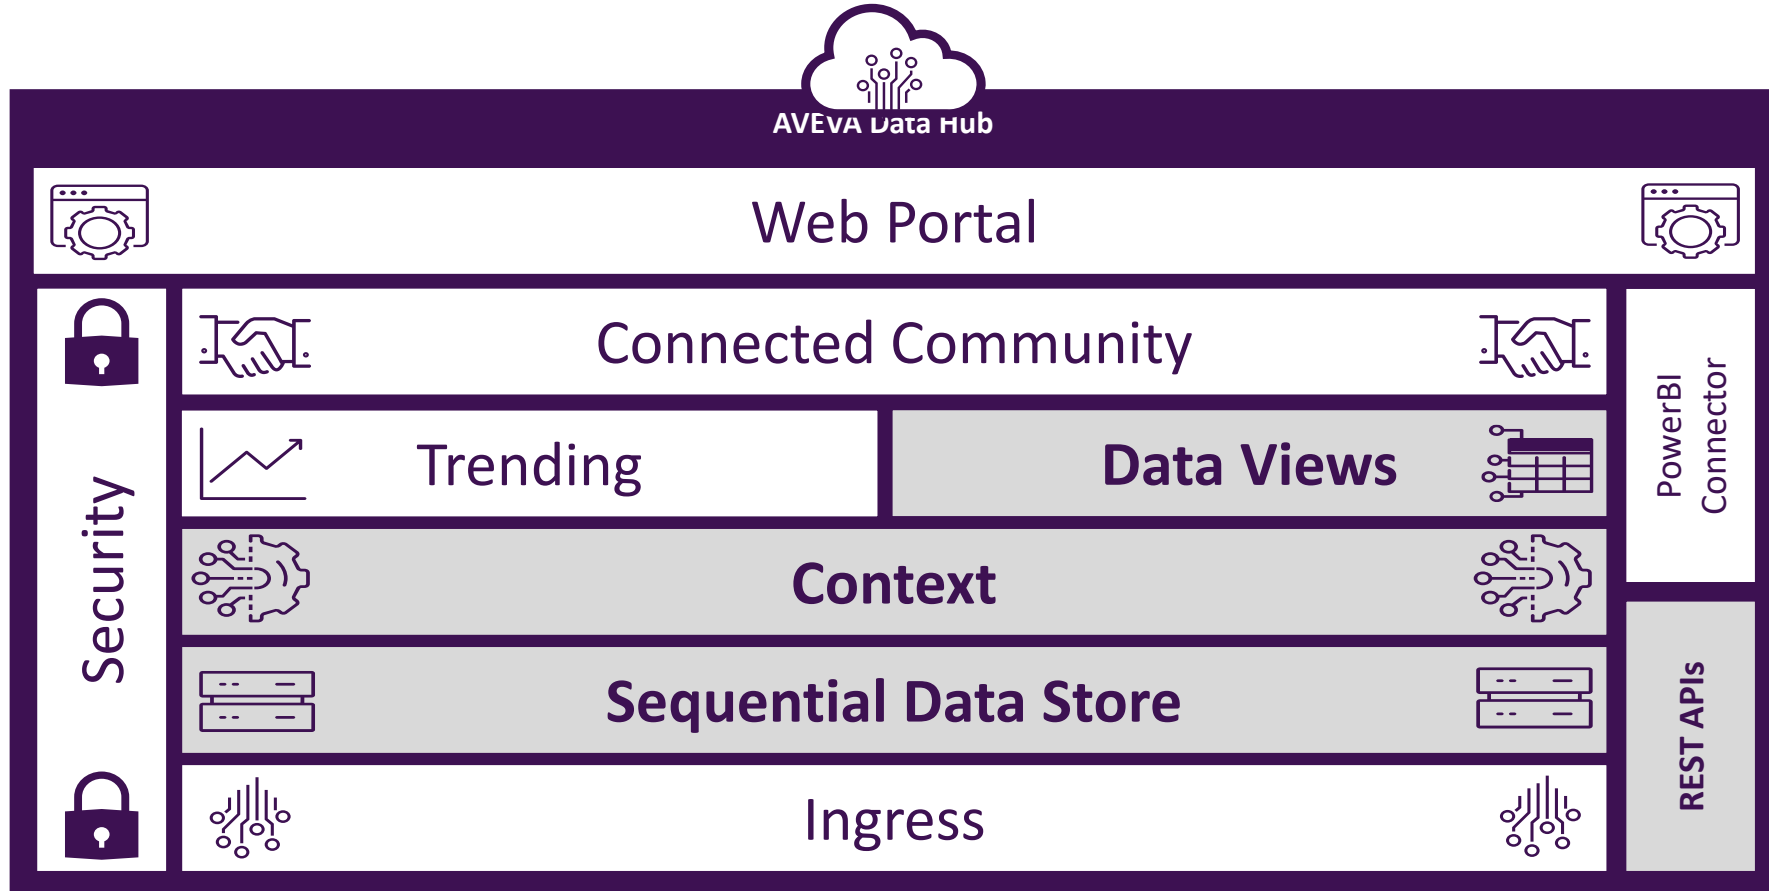 AVEVA Data Hub
Web Portal
Security
Connected Community
Trending
Data Views
Context
Sequential Data Store
Ingress
PowerBI
Connector
REST APIs